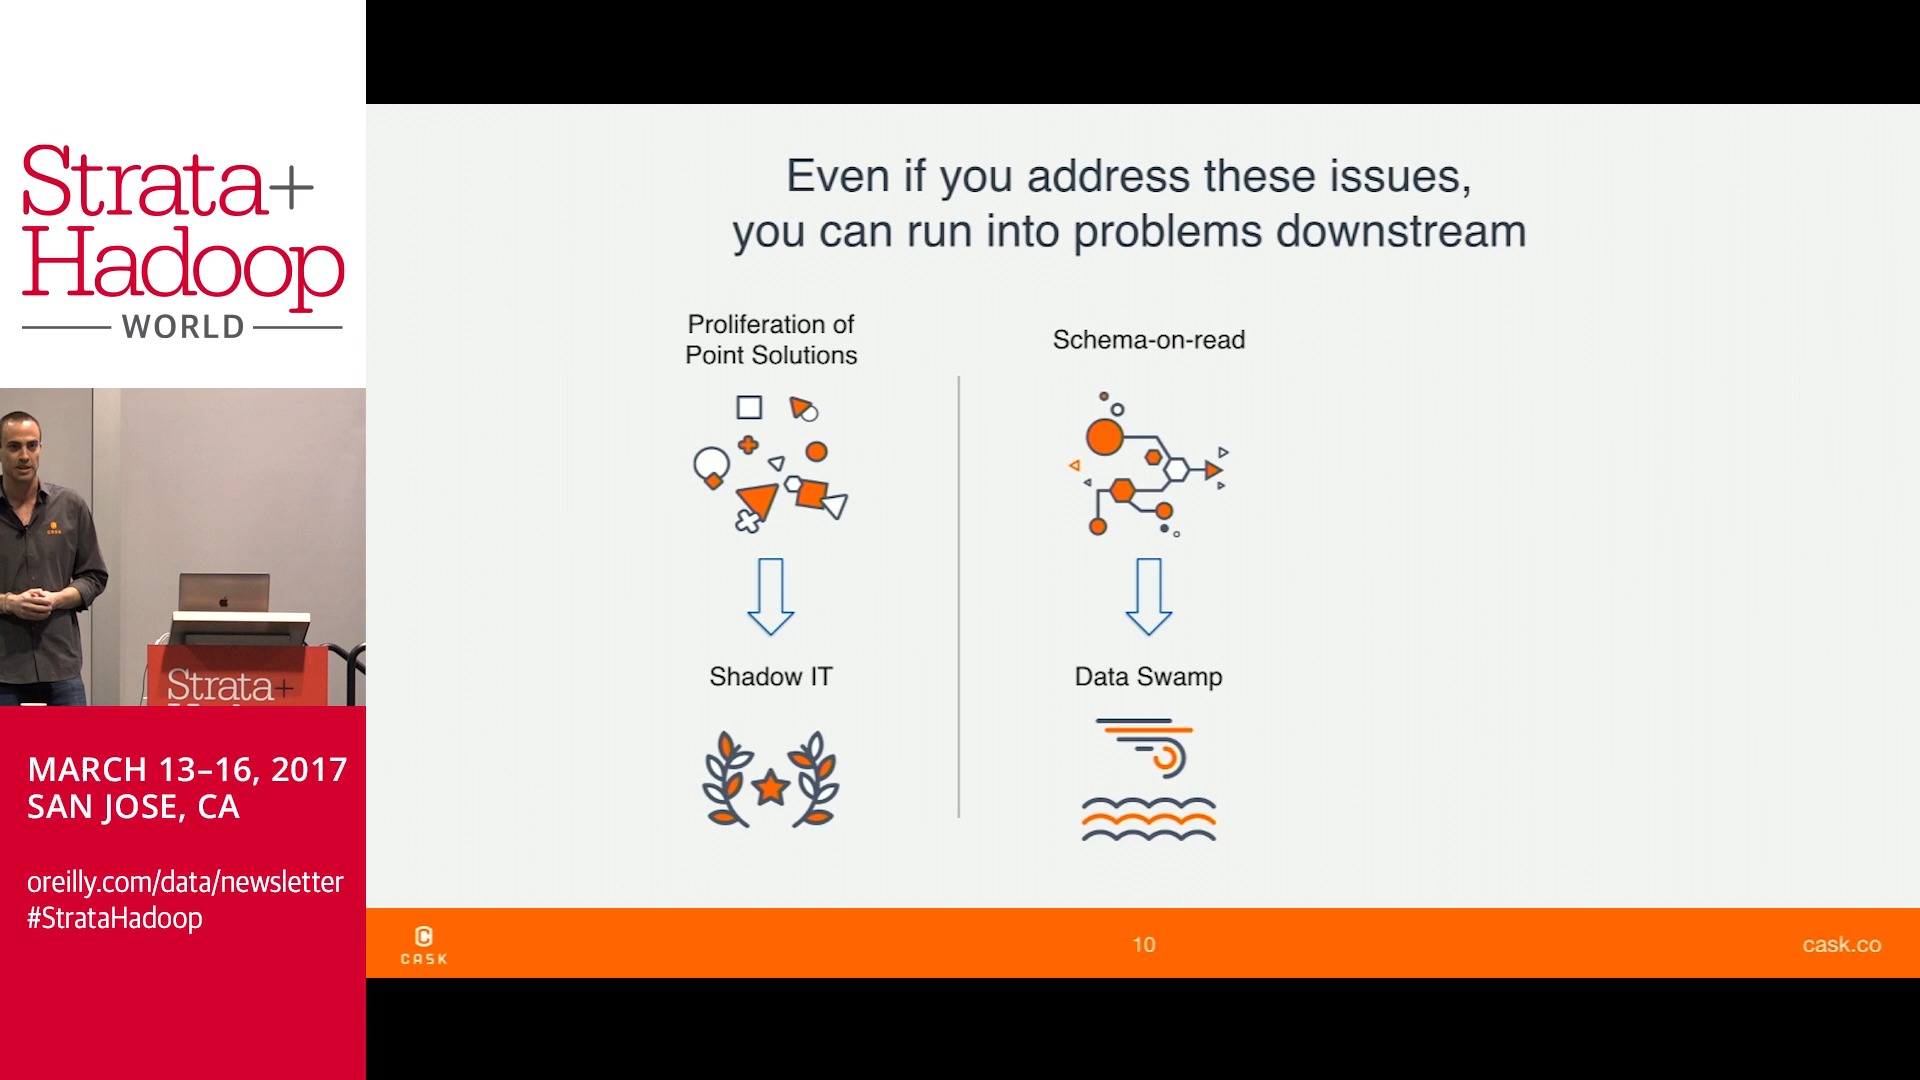 Strata+
Hadoop
WORLD
CASK
Strata+
MARCH 13–16, 2017
SAN JOSE, CA
oreilly.com/data/newsletter
#StrataHadoop
Even if you address these issues,
you can run into problems downstream
Proliferation of
Point Solutions
Shadow IT
Schema-on-read
Data Swamp
CASK
10
cask.co